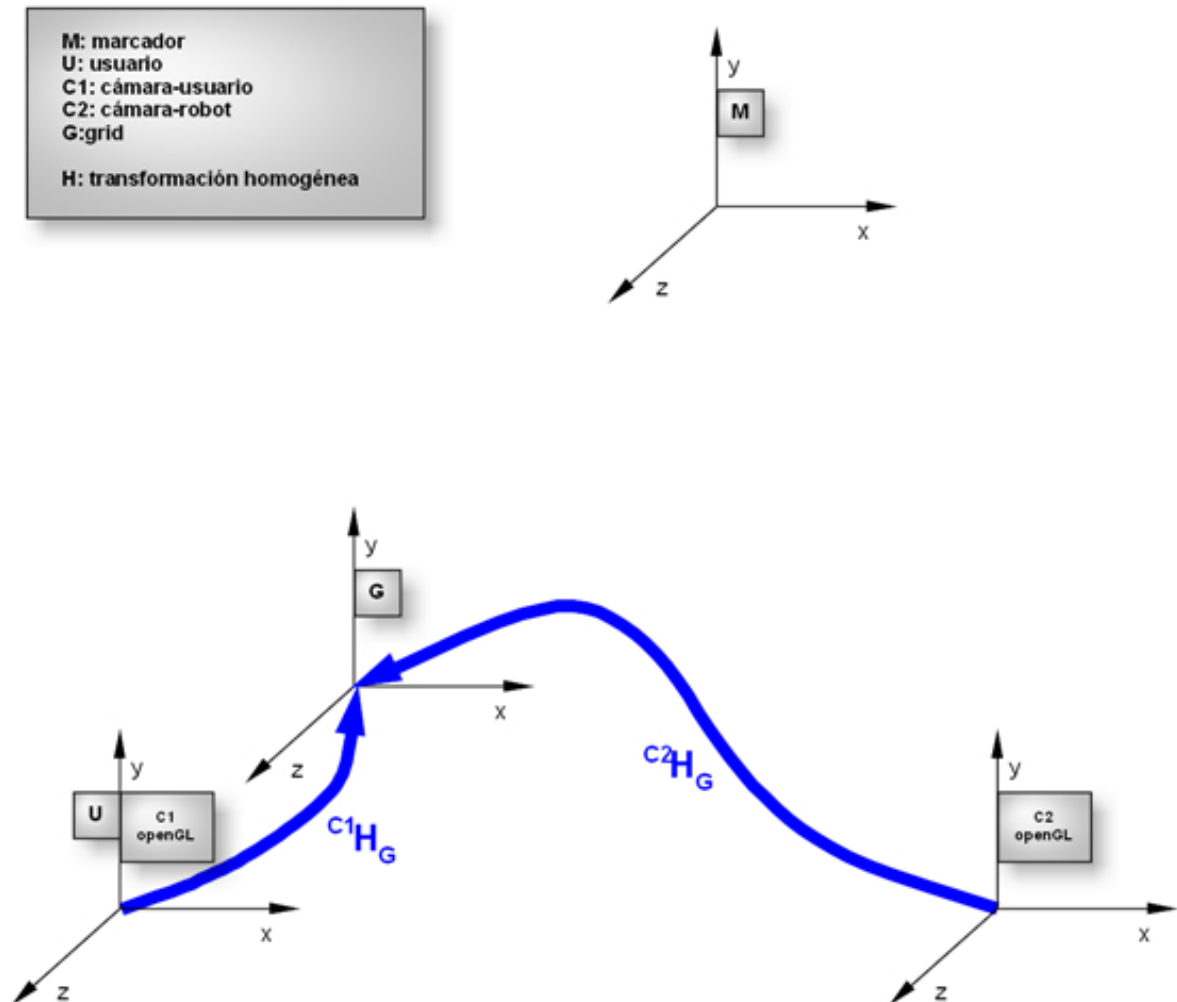 M: marcador
U: usuario
C1: cámara-usuario
C2: cámara-robot
G:grid
H: transformación homogénea
y
M
x
z
y
G
x
z
C2HG
y
U
C1
openGL
C1HG
x
z
y
C2
openGL
x
z